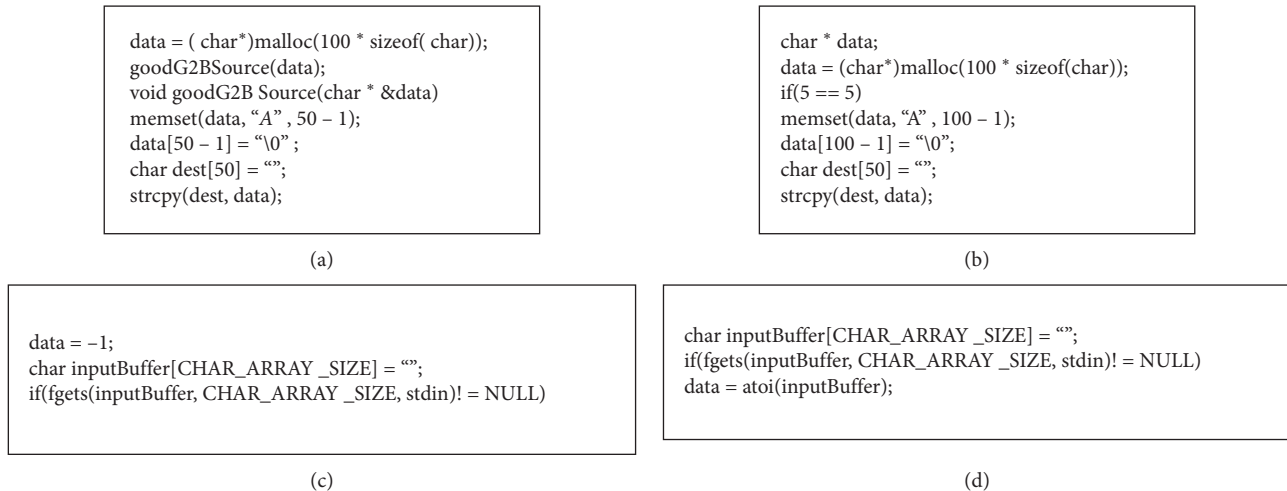 data = ( char*)malloc(100 * sizeof( char));
goodG2BSource(data);
void goodG2B Source(char * &data)
memset(data, “A” , 50 – 1);
data[50 – 1] = “\0” ;
char dest[50] = “”;
strcpy(dest, data);
(a)
char * data;
data = (char*)malloc(100 * sizeof(char));
if(5 == 5)
memset(data, “A” , 100 – 1);
data[100 – 1] = “\0”;
char dest[50] = “”;
strcpy(dest, data);
(b)
data = –1;
char inputBuffer[CHAR_ARRAY _SIZE] = “”;
if(fgets(inputBuffer, CHAR_ARRAY _SIZE, stdin)! = NULL)
(c)
char inputBuffer[CHAR_ARRAY _SIZE] = “”;
if(fgets(inputBuffer, CHAR_ARRAY _SIZE, stdin)! = NULL)
data = atoi(inputBuffer);
(d)